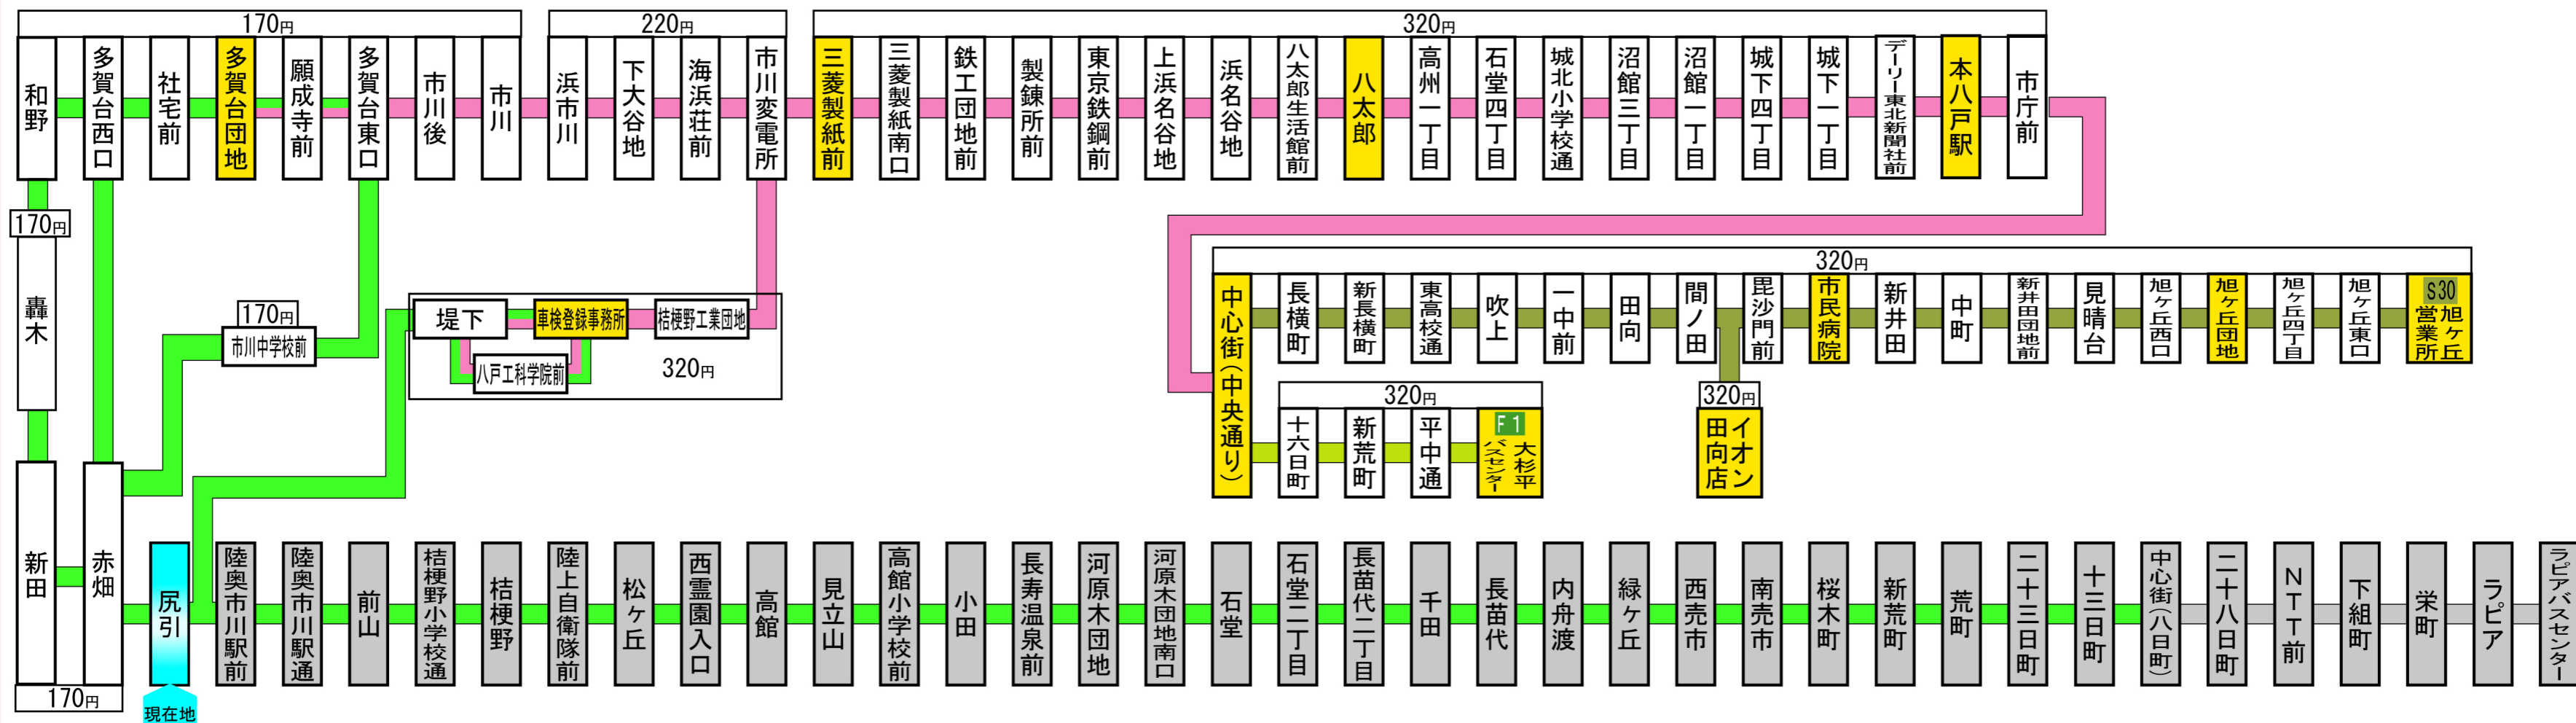 170円
220円
320円
和野
多賀台西口
社宅前
多賀台団地
願成寺前
多賀台東口
市川後
市川
浜市川
下大谷地
海浜荘前
市川変電所
三菱製紙前
三菱製紙南口
鉄工団地前
製錬所前
東京鉄鋼前
上浜名谷地
浜名谷地
八太郎生活館前
八太郎
高州一丁目
石堂四丁目
城北小学校通
沼館三丁目
沼館一丁目
城下四丁目
城下一丁目
デーリー東北新聞社前
本八戸駅
市庁前
170円
轟木
170円
市川中学校前
堤下
車検登録事務所
桔梗野工業団地
八戸工科学院前
320円
320円
中心街(中央通り)
長横町
新長横町
東高校通
吹上
一中前
田向
間ノ田
毘沙門前
市民病院
新井田
中町
新井田団地前
見晴台
旭ヶ丘西口
旭ヶ丘団地
旭ヶ丘四丁目
旭ヶ丘東口
S30
旭ヶ丘
営業所
320円
十六日町
新荒町
平中通
F1
大杉平
バスセンター
320円
イオン
田向店
新田
赤畑
170円
尻引
現在地
陸奥市川駅前
陸奥市川駅通
前山
桔梗野小学校通
桔梗野
陸上自衛隊前
松ヶ丘
西霊園入口
高館
見立山
高館小学校前
小田
長寿温泉前
河原木団地
河原木団地南口
石堂
石堂二丁目
長苗代二丁目
千田
長苗代
内舟渡
緑ヶ丘
西売市
南売市
桜木町
新荒町
荒町
二十三日町
十三日町
中心街(八日町)
二十八日町
NTT前
下組町
栄町
ラピア
ラピアバスセンター